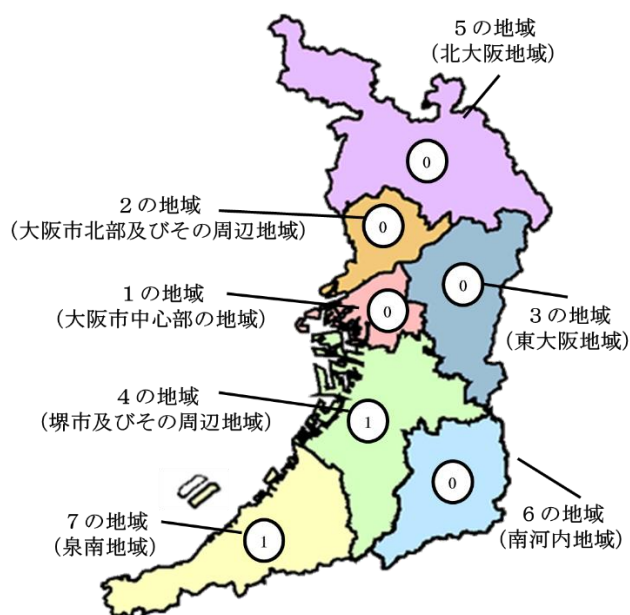 ５の地域
（北大阪地域）
0
２の地域
（大阪市北部及びその周辺地域）
0
１の地域
（大阪市中心部の地域）
0
0
３の地域
（東大阪地域）
４の地域
（堺市及びその周辺地域）
1
0
６の地域
（南河内地域）
７の地域
（泉南地域）
1